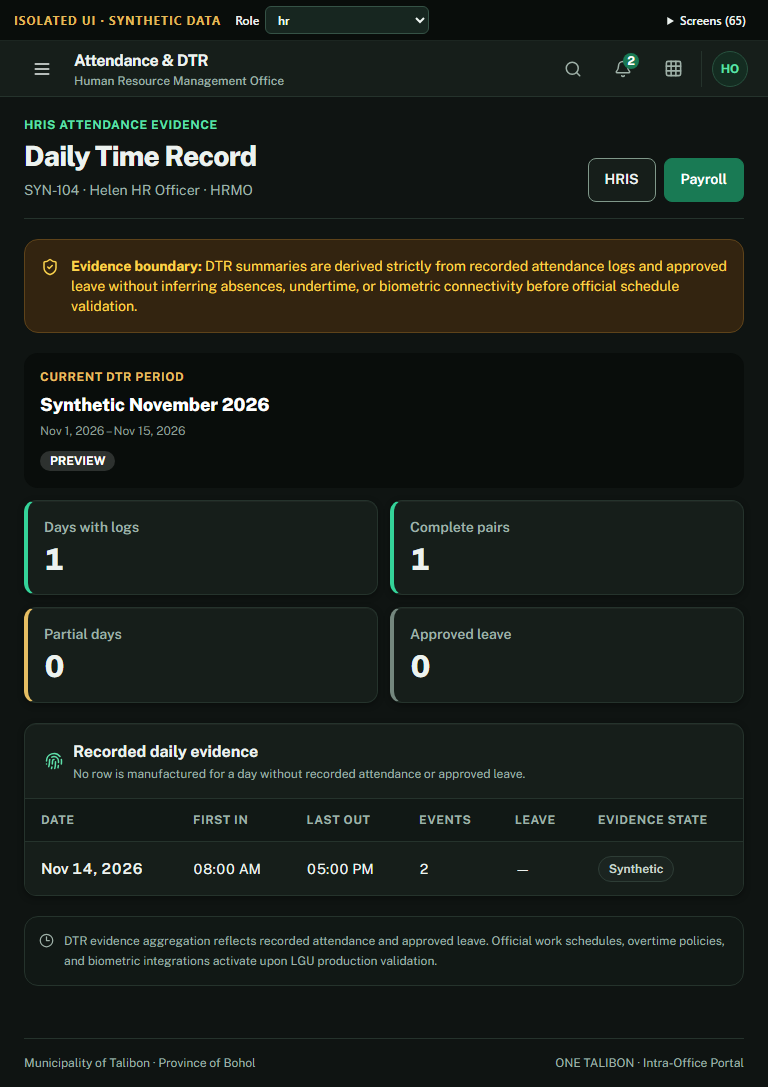 ISOLATED UI · SYNTHETIC DATA Role hr Screens (65)
Attendance & DTR
Human Resource Management Office
2
HO
HRIS ATTENDANCE EVIDENCE
Daily Time Record
SYN-104 · Helen HR Officer · HRMO
HRIS Payroll
Evidence boundary: DTR summaries are derived strictly from recorded attendance logs and approved
leave without inferring absences, undertime, or biometric connectivity before official schedule
validation.
CURRENT DTR PERIOD
Synthetic November 2026
Nov 1, 2026 – Nov 15, 2026
PREVIEW
Days with logs
1
Complete pairs
1
Partial days
0
Approved leave
0
Recorded daily evidence
No row is manufactured for a day without recorded attendance or approved leave.
DATE FIRST IN LAST OUT EVENTS LEAVE EVIDENCE STATE
Nov 14, 2026 08:00 AM 05:00 PM 2 — Synthetic
DTR evidence aggregation reflects recorded attendance and approved leave. Official work schedules, overtime policies,
and biometric integrations activate upon LGU production validation.
Municipality of Talibon · Province of Bohol ONE TALIBON · Intra-Office Portal